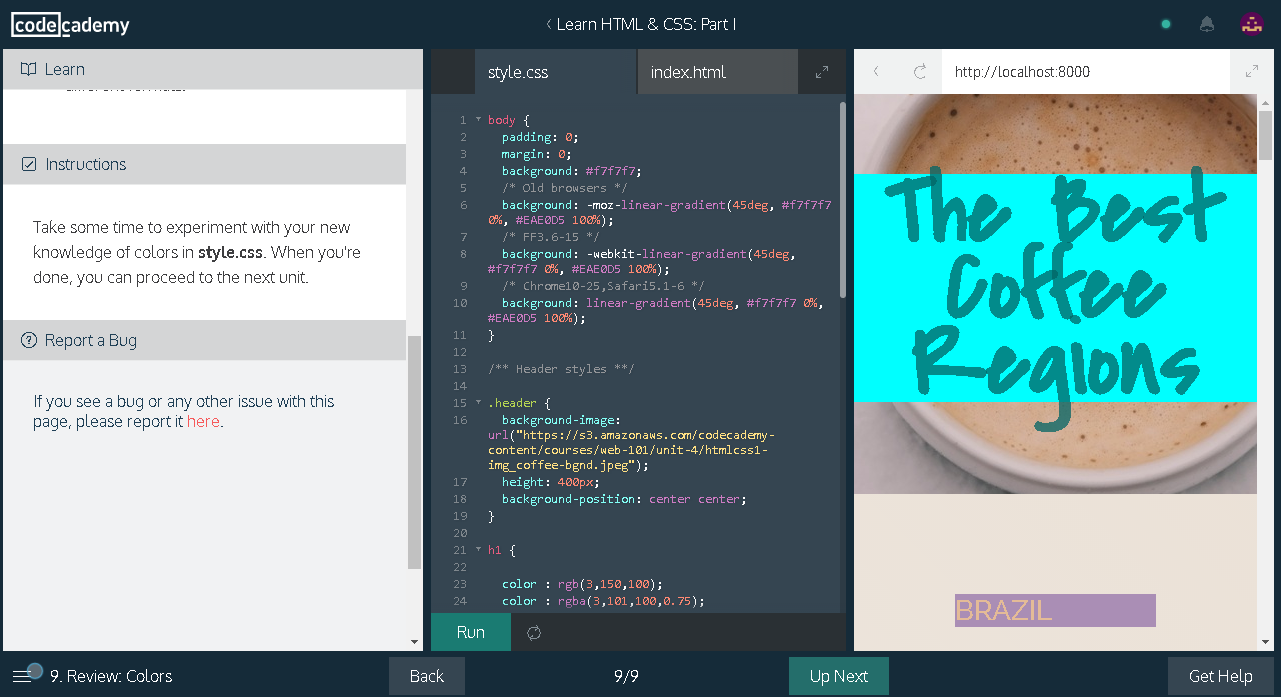 codecademy
Learn HTML & CSS: Part I
Learn
different formats.
Instructions
Take some time to experiment with your new
knowledge of colors in style.css. When you're
done, you can proceed to the next unit.
Report a Bug
If you see a bug or any other issue with this
page, please report it here.
style.css
index.html
1 body {
2 padding: 0;
3 margin: 0;
4 background: #f7f7f7;
5 /* Old browsers */
6 background: -moz-linear-gradient(45deg, #f7f7f7
0%, #EAE0D5 100%);
7 /* FF3.6-15 */
8 background: -webkit-linear-gradient(45deg,
#f7f7f7 0%, #EAE0D5 100%);
9 /* Chrome10-25,Safari5.1-6 */
10 background: linear-gradient(45deg, #f7f7f7 0%,
#EAE0D5 100%);
11 }
12
13 /** Header styles **/
14
15 .header {
16 background-image:
url("https://s3.amazonaws.com/codecademy-
content/courses/web-101/unit-4/htmlcss1-
img_coffee-bgnd.jpeg");
17 height: 400px;
18 background-position: center center;
19 }
20
21 h1 {
22
23 color : rgb(3,150,100);
24 color : rgba(3,101,100,0.75);
Run
http://localhost:8000
The Best
Coffee
Regions
BRAZIL
9. Review: Colors
Back
9/9
Up Next
Get Help